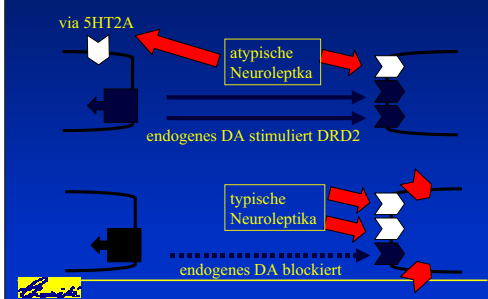 via 5HT2A
atypische
Neuroleptka
endogenes DA stimuliert DRD2
typische
Neuroleptika
endogenes DA blockiert